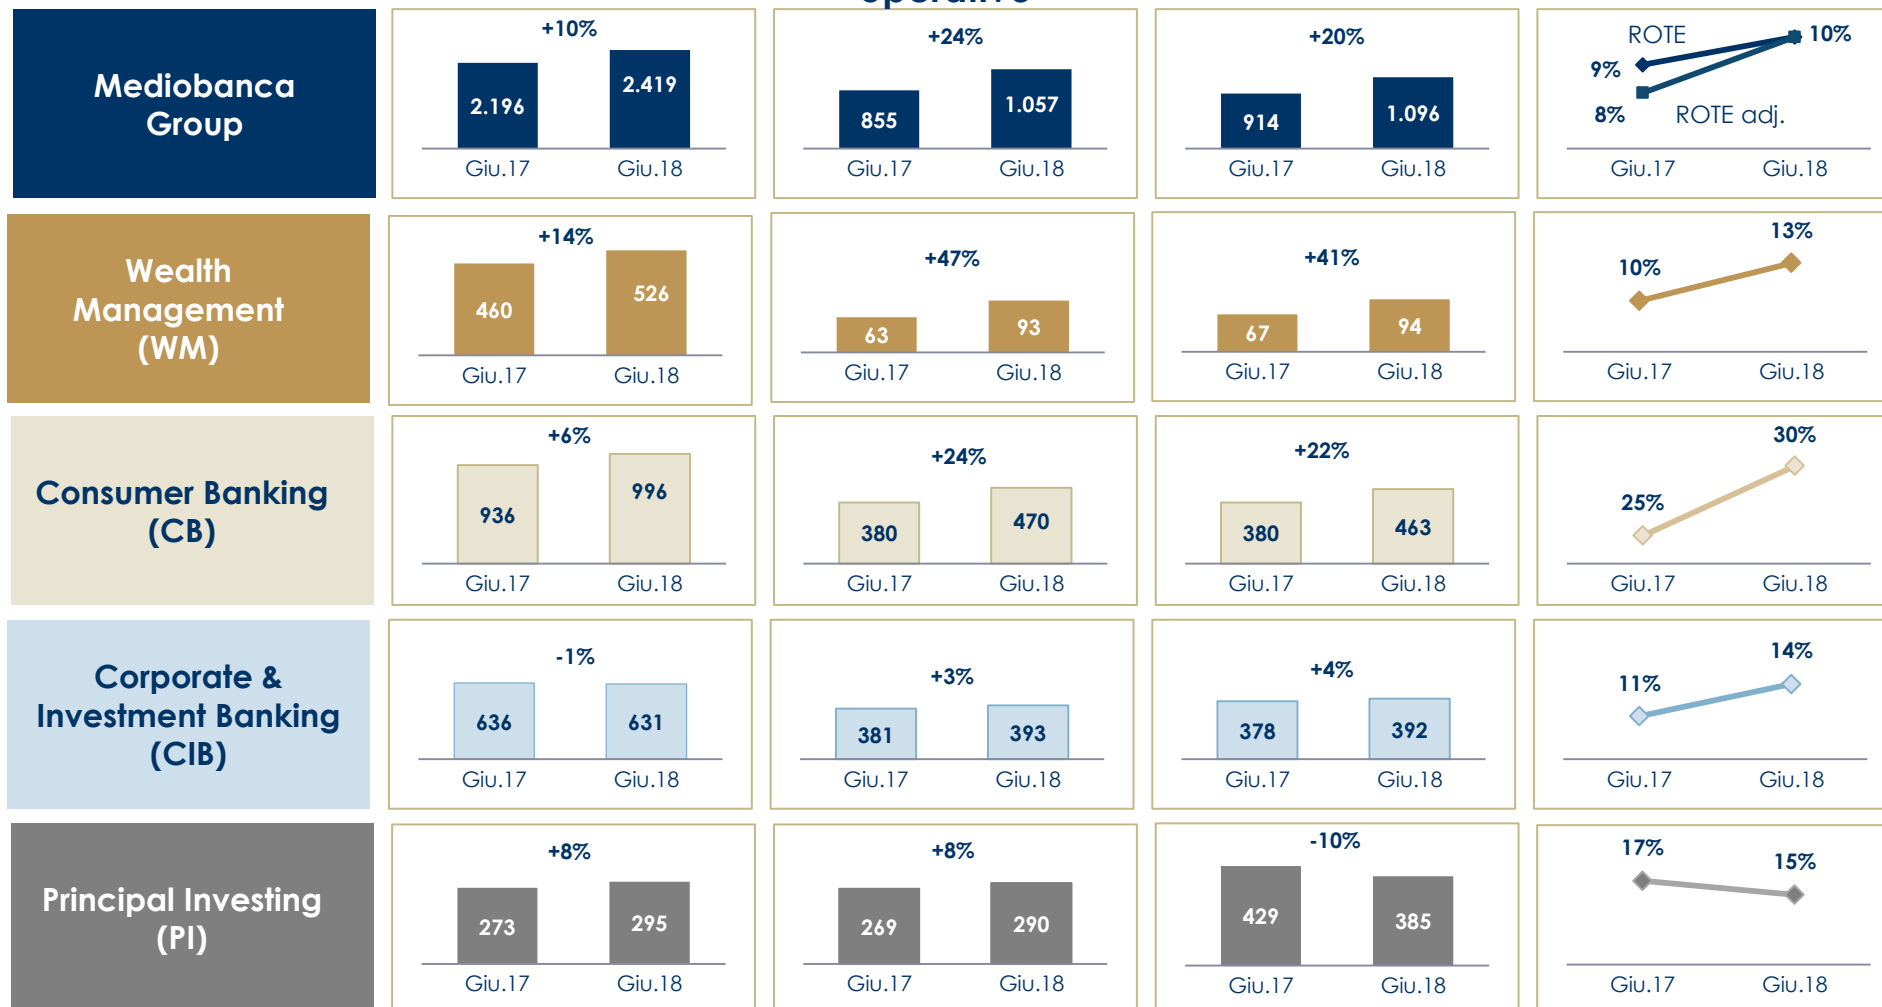 Mediobanca
Group
+10%
2.196
2.419
Giu.17
Giu.18
+24%
855
1.057
Giu.17
Giu.18
+20%
914
1.096
Giu.17
Giu.18
ROTE
10%
9%
8%
ROTE adj.
Giu.17
Giu.18
Wealth
Management
(WM)
+14%
460
526
Giu.17
Giu.18
+47%
63
93
Giu.17
Giu.18
+41%
67
94
Giu.17
Giu.18
10%
13%
Giu.17
Giu.18
Consumer Banking
(CB)
+6%
936
996
Giu.17
Giu.18
+24%
380
470
Giu.17
Giu.18
+22%
380
463
Giu.17
Giu.18
25%
30%
Giu.17
Giu.18
Corporate &
Investment Banking
(CIB)
-1%
636
631
Giu.17
Giu.18
+3%
381
393
Giu.17
Giu.18
+4%
378
392
Giu.17
Giu.18
11%
14%
Giu.17
Giu.18
Principal Investing
(PI)
+8%
273
295
Giu.17
Giu.18
+8%
269
290
Giu.17
Giu.18
-10%
429
385
Giu.17
Giu.18
17%
15%
Giu.17
Giu.18